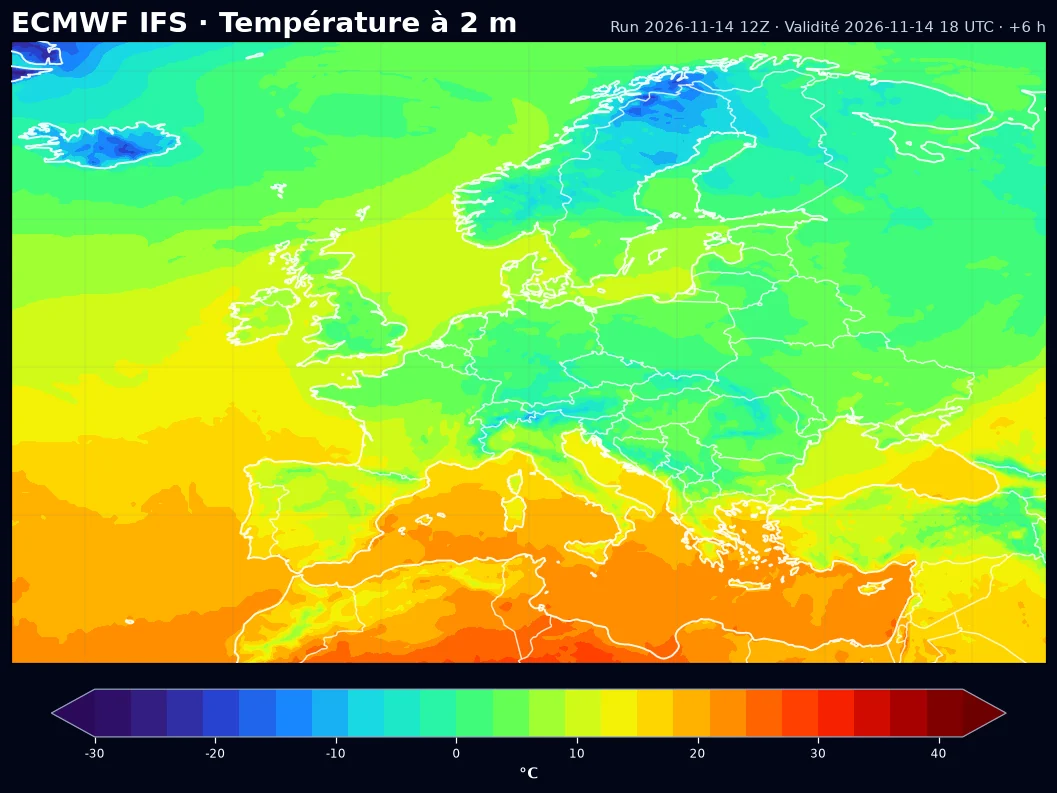 ECMWF IFS · Température à 2 m
Run 2026-11-14 12Z · Validité 2026-11-14 18 UTC · +6 h
-30 -20 -10 0 10 20 30 40
°C